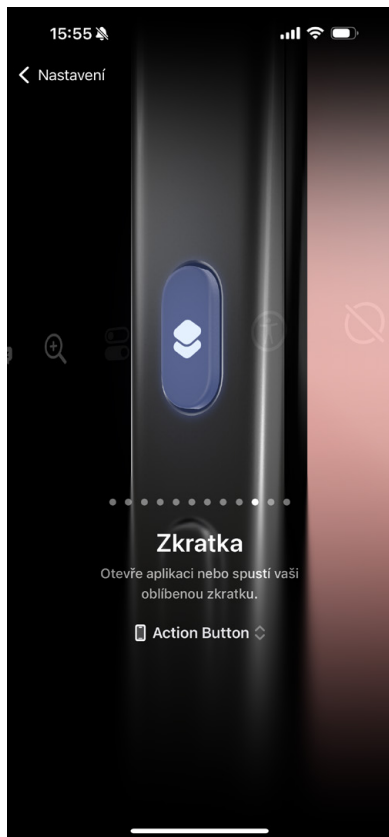 15:55
Nastavení
Zkratka
Otevře aplikaci nebo spustí vaši
oblíbenou zkratku.
Action Button